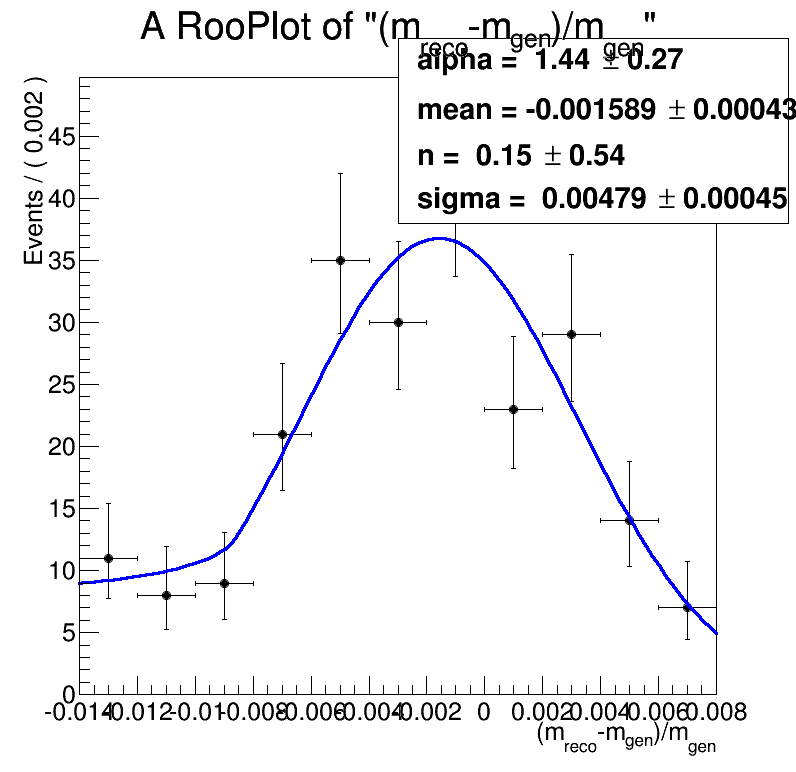 A RooPlot of "(m_reco-m_gen)/m_gen"
alpha = 1.44 ± 0.27
mean = -0.001589 ± 0.00043
n = 0.15 ± 0.54
sigma = 0.00479 ± 0.00045
Events / ( 0.002 )
45
40
35
30
25
20
15
10
5
0
-0.014 -0.012 -0.01 -0.008 -0.006 -0.004 -0.002 0 0.002 0.004 0.006 0.008
(m_reco-m_gen)/m_gen